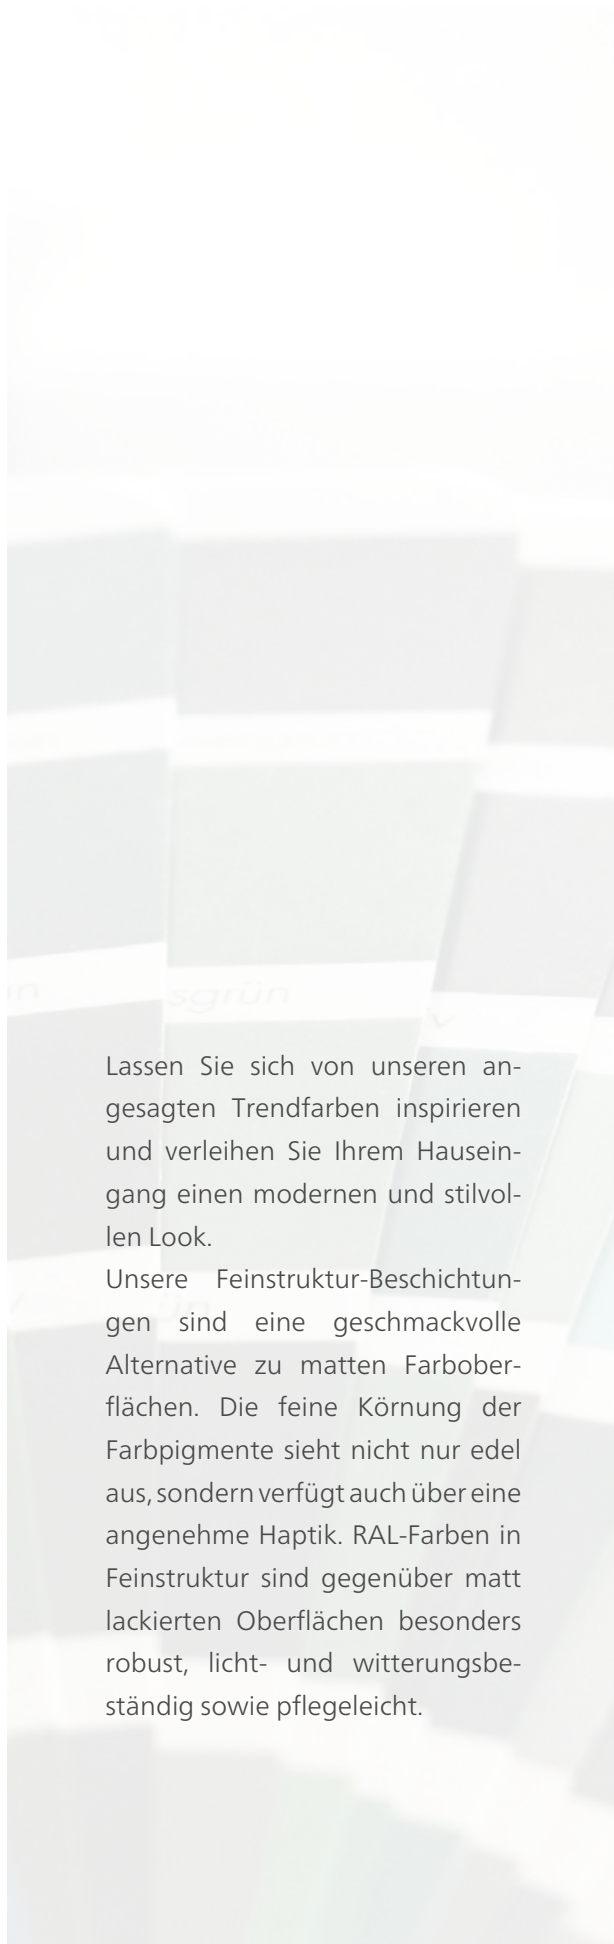 sgrün
Lassen Sie sich von unseren an-
gesagten Trendfarben inspirieren
und verleihen Sie Ihrem Hausein-
gang einen modernen und stilvol-
len Look.
Unsere Feinstruktur-Beschichtun-
gen sind eine geschmackvolle
Alternative zu matten Farbober-
flächen. Die feine Körnung der
Farbpigmente sieht nicht nur edel
aus, sondern verfügt auch über eine
angenehme Haptik. RAL-Farben in
Feinstruktur sind gegenüber matt
lackierten Oberflächen besonders
robust, licht- und witterungsbe-
ständig sowie pflegeleicht.